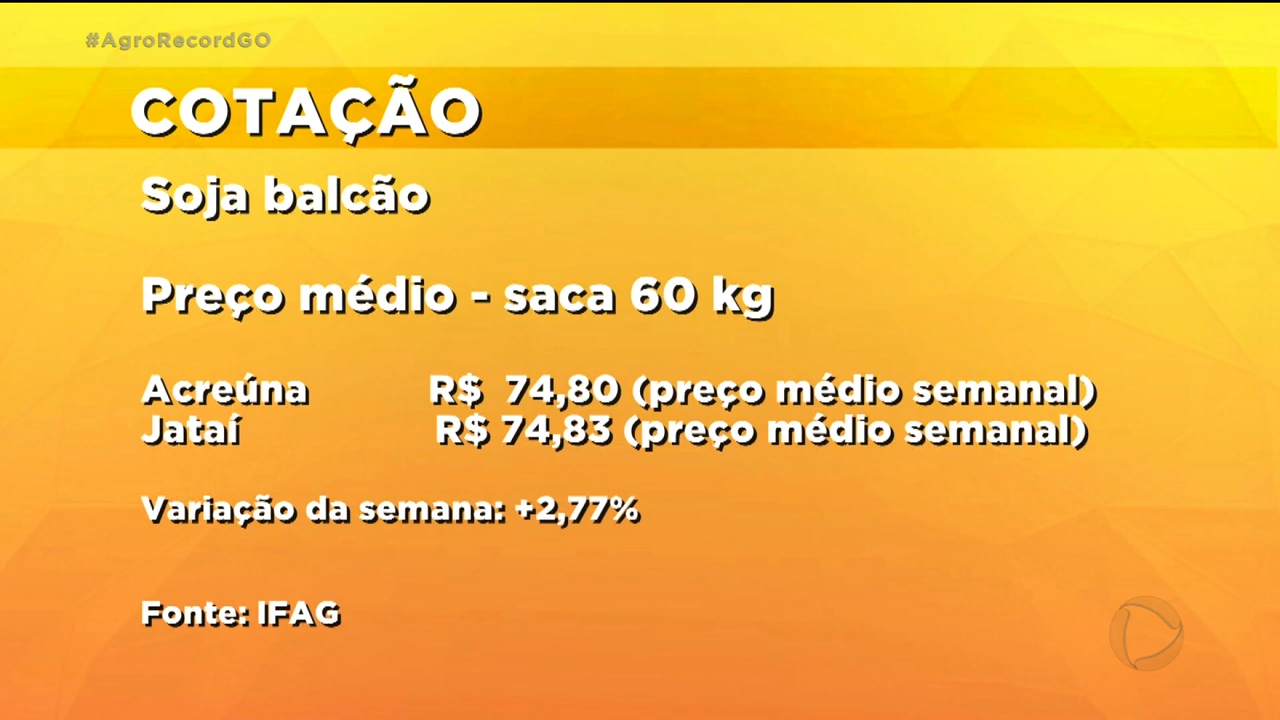 #AgroRecordGO
COTAÇÃO
Soja balcão
Preço médio - saca 60 kg
Acreúna R$ 74,80 (preço médio semanal)
Jataí R$ 74,83 (preço médio semanal)
Variação da semana: +2,77%
Fonte: IFAG